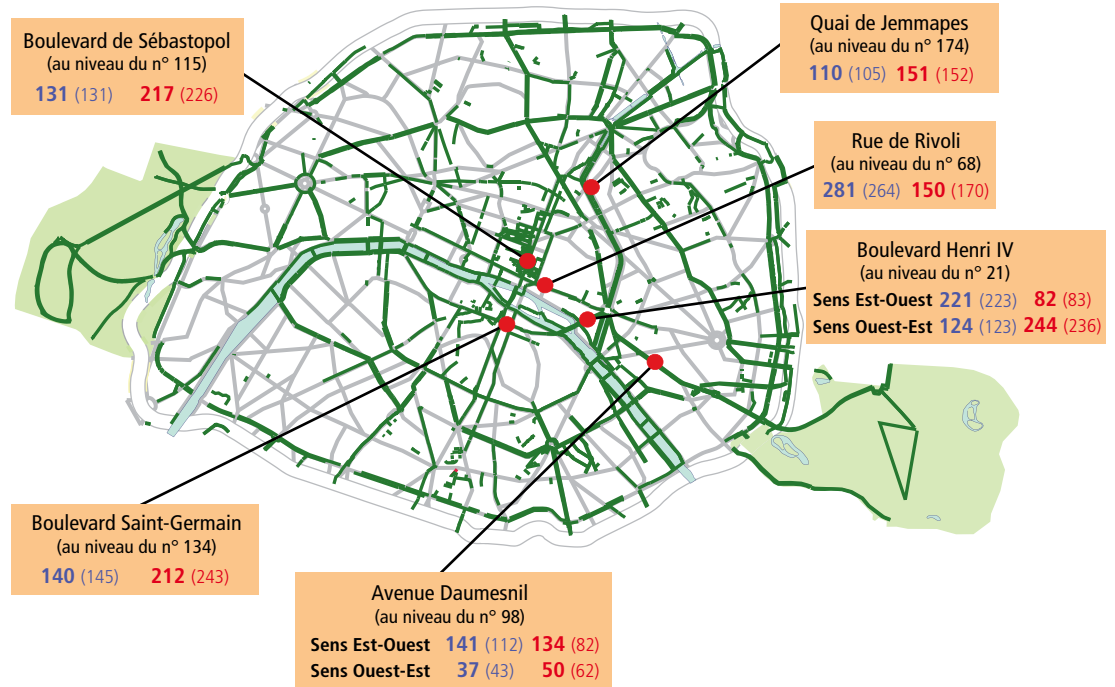 Boulevard de Sébastopol
(au niveau du n° 115)
131 (131) 217 (226)
Quai de Jemmapes
(au niveau du n° 174)
110 (105) 151 (152)
Rue de Rivoli
(au niveau du n° 68)
281 (264) 150 (170)
Boulevard Henri IV
(au niveau du n° 21)
Sens Est-Ouest 221 (223) 82 (83)
Sens Ouest-Est 124 (123) 244 (236)
Boulevard Saint-Germain
(au niveau du n° 134)
140 (145) 212 (243)
Avenue Daumesnil
(au niveau du n° 98)
Sens Est-Ouest 141 (112) 134 (82)
Sens Ouest-Est 37 (43) 50 (62)